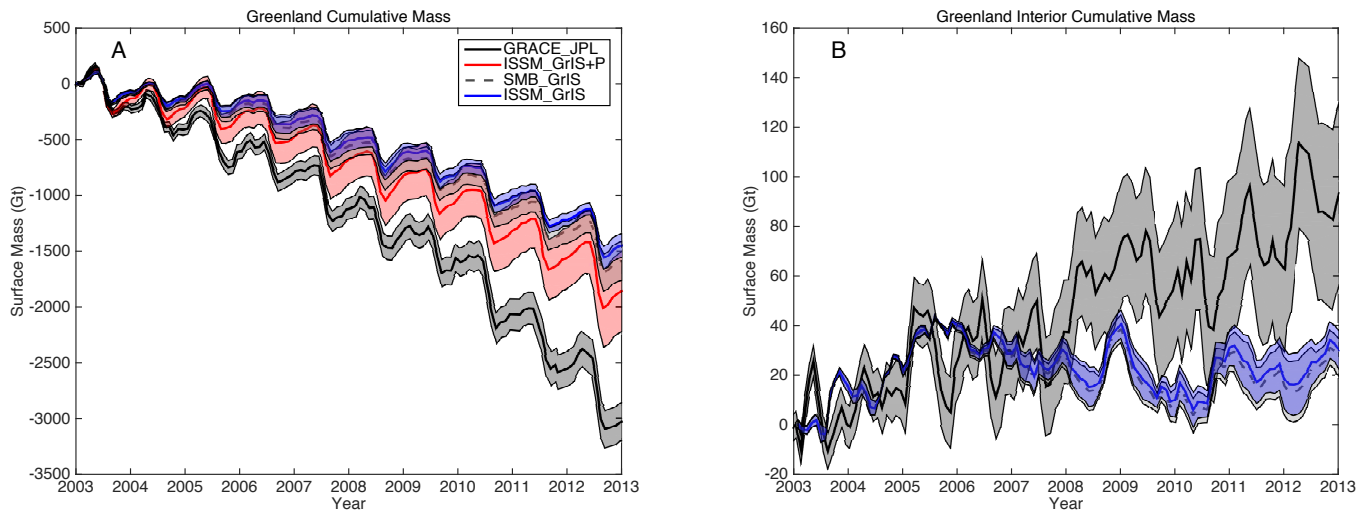 Greenland Cumulative Mass
A
GRACE_JPL
ISSM_GrIS+P
SMB_GrIS
ISSM_GrIS
500
0
-500
-1000
-1500
-2000
-2500
-3000
-3500
Surface Mass (Gt)
2003 2004 2005 2006 2007 2008 2009 2010 2011 2012 2013
Year
Greenland Interior Cumulative Mass
B
160
140
120
100
80
60
40
20
0
-20
Surface Mass (Gt)
2003 2004 2005 2006 2007 2008 2009 2010 2011 2012 2013
Year